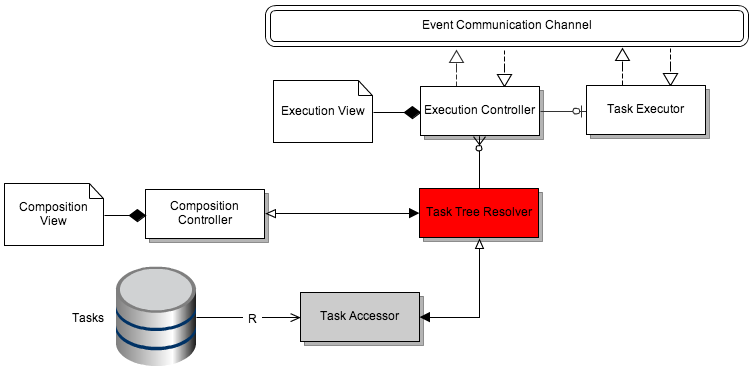 Event Communication Channel
Execution View
Execution Controller
Task Executor
Composition
View
Composition
Controller
Task Tree Resolver
Tasks
R
Task Accessor